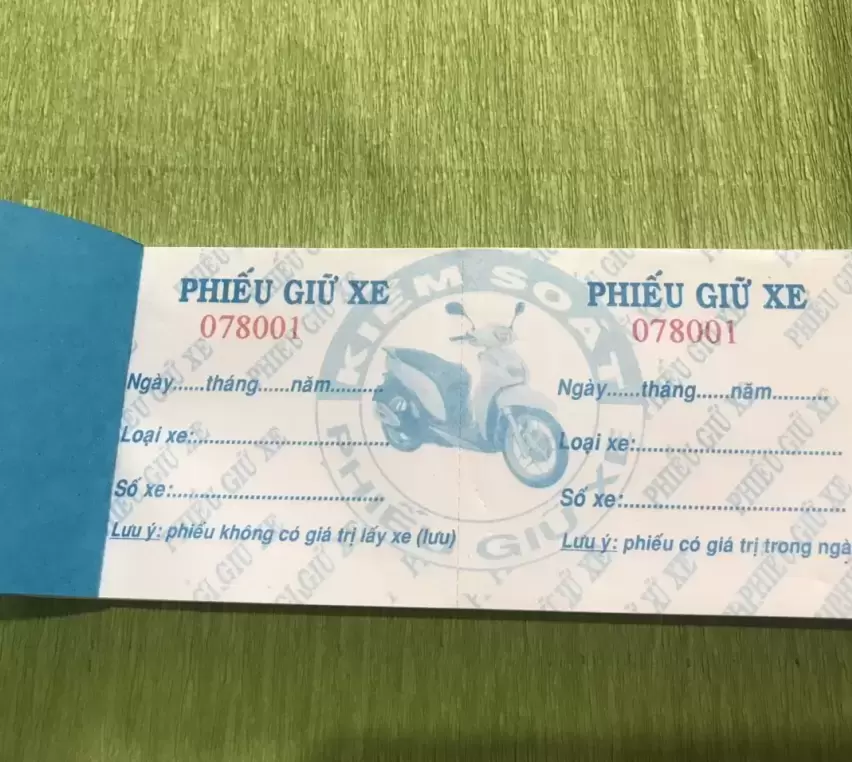 PHIẾU GIỮ XE
078001
Ngày......tháng......năm..........
Loại xe:......................................
Số xe:.........................................
Lưu ý: phiếu không có giá trị lấy xe (lưu)
KIỂM SOÁT
PHIẾU GIỮ XE
PHIẾU GIỮ XE
078001
Ngày......tháng......năm..........
Loại xe:......................................
Số xe:.........................................
Lưu ý: phiếu có giá trị trong